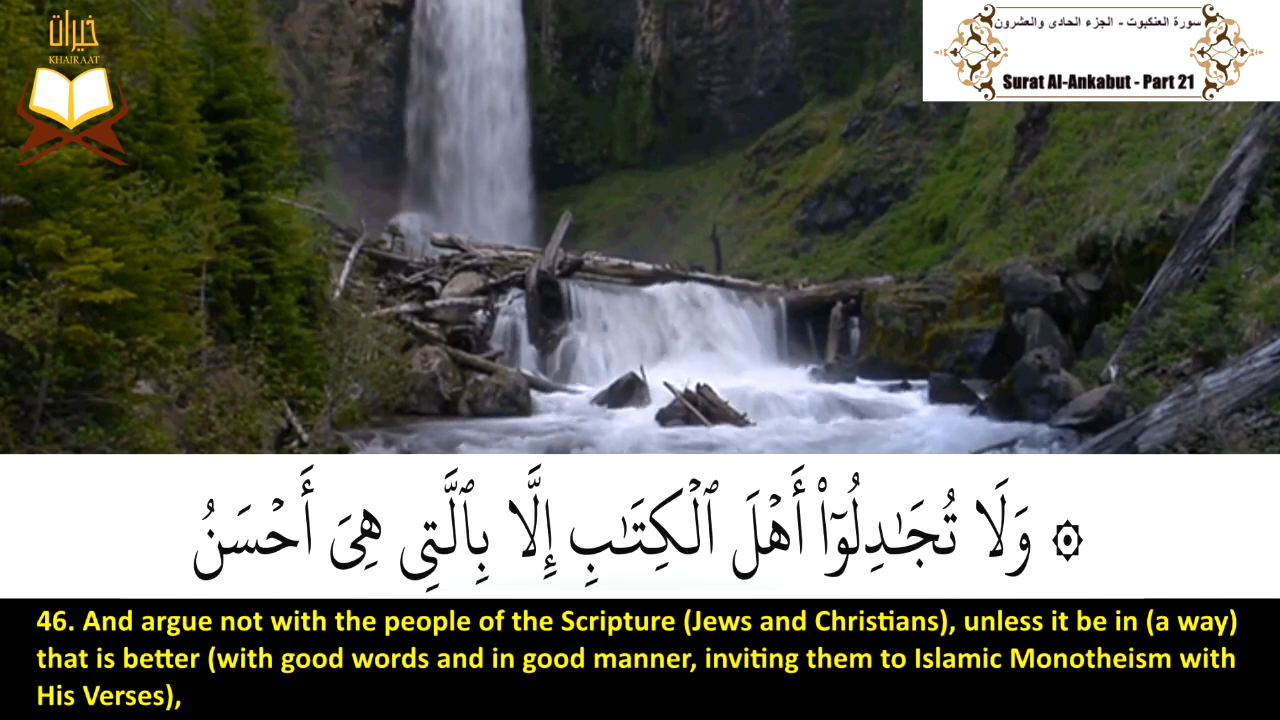 خيرات
KHAIRAAT
سورة العنكبوت - الجزء الحادى والعشرون
Surat Al-Ankabut - Part 21
۞ وَلَا تُجَـٰدِلُوٓا۟ أَهْلَ ٱلْكِتَـٰبِ إِلَّا بِٱلَّتِى هِىَ أَحْسَنُ
46. And argue not with the people of the Scripture (Jews and Christians), unless it be in (a way)
that is better (with good words and in good manner, inviting them to Islamic Monotheism with
His Verses),